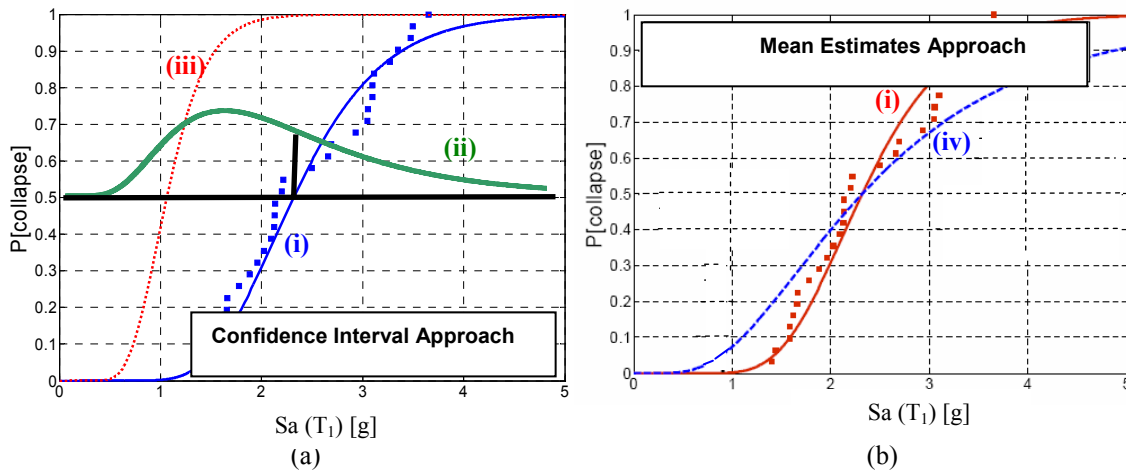 1
0.9
0.8
0.7
0.6
0.5
0.4
0.3
0.2
0.1
0
P[collapse]
(iii)
(ii)
(i)
Confidence Interval Approach
0 1 2 3 4 5
Sa (T1) [g]
(a)
1
0.9
0.8
0.7
0.6
0.5
0.4
0.3
0.2
0.1
0
P[collapse]
Mean Estimates Approach
(i)
(iv)
0 1 2 3 4 5
Sa (T1) [g]
(b)